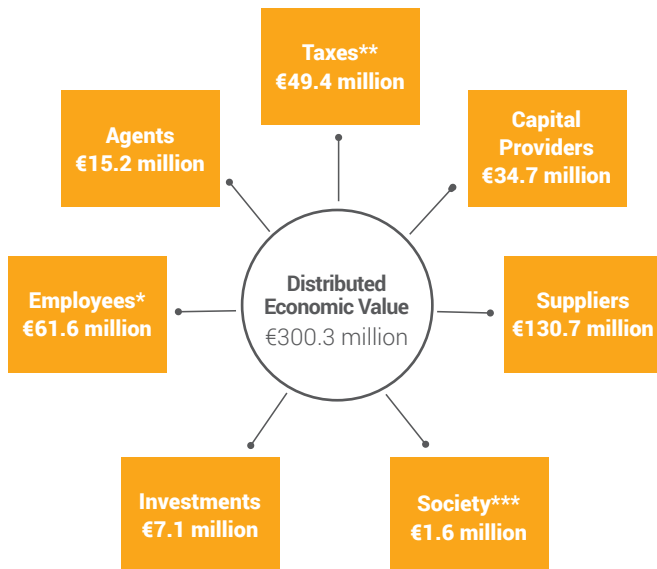 Taxes**
€49.4 million
Agents
€15.2 million
Capital
Providers
€34.7 million
Employees*
€61.6 million
Distributed
Economic Value
€300.3 million
Suppliers
€130.7 million
Investments
€7.1 million
Society***
€1.6 million